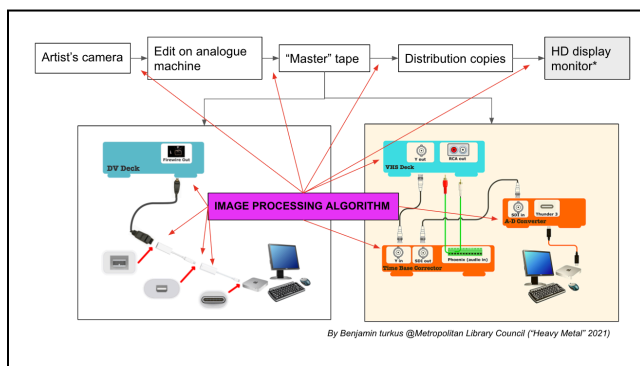 Artist's camera
Edit on analogue
machine
“Master” tape
Distribution copies
HD display
monitor*
Firewire Out
DV Deck
Y out
RCA out
VHS Deck
IMAGE PROCESSING ALGORITHM
SDI in
Thunder 2
A-D Converter
Y in
SDI out
Phoenix (audio in)
Time Base Corrector
By Benjamin turkus @Metropolitan Library Council (“Heavy Metal” 2021)